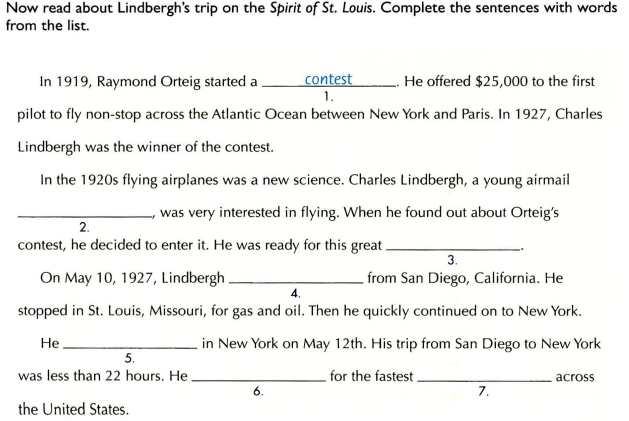 Now read about Lindbergh's trip on the Spirit of St. Louis. Complete the sentences with words
from the list.
In 1919, Raymond Orteig started a contest. He offered $25,000 to the first
1.
pilot to fly non-stop across the Atlantic Ocean between New York and Paris. In 1927, Charles
Lindbergh was the winner of the contest.
In the 1920s flying airplanes was a new science. Charles Lindbergh, a young airmail
____________, was very interested in flying. When he found out about Orteig's
2.
contest, he decided to enter it. He was ready for this great ____________.
3.
On May 10, 1927, Lindbergh ____________ from San Diego, California. He
4.
stopped in St. Louis, Missouri, for gas and oil. Then he quickly continued on to New York.
He ____________ in New York on May 12th. His trip from San Diego to New York
5.
was less than 22 hours. He ____________ for the fastest ____________ across
6. 7.
the United States.